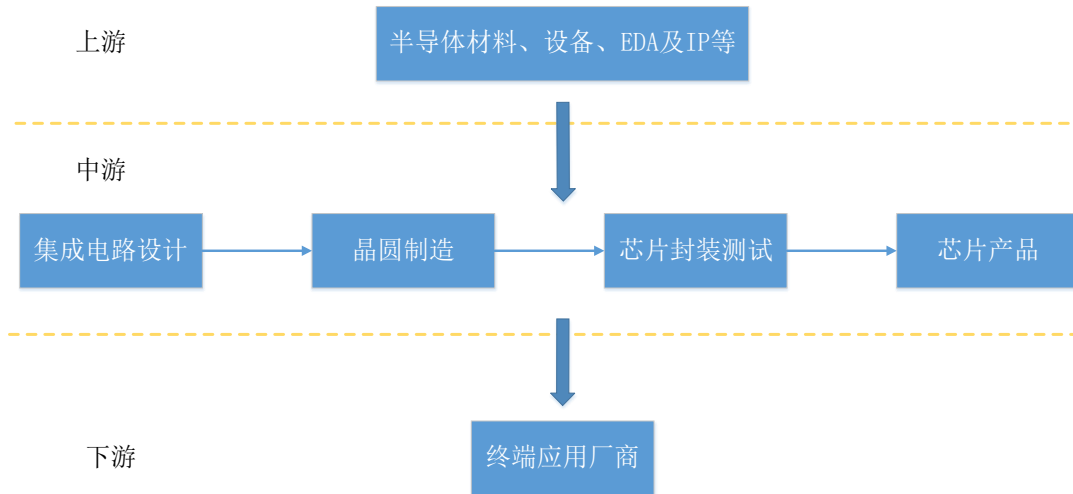 上游
半导体材料、设备、EDA及IP等
中游
集成电路设计
晶圆制造
芯片封装测试
芯片产品
下游
终端应用厂商